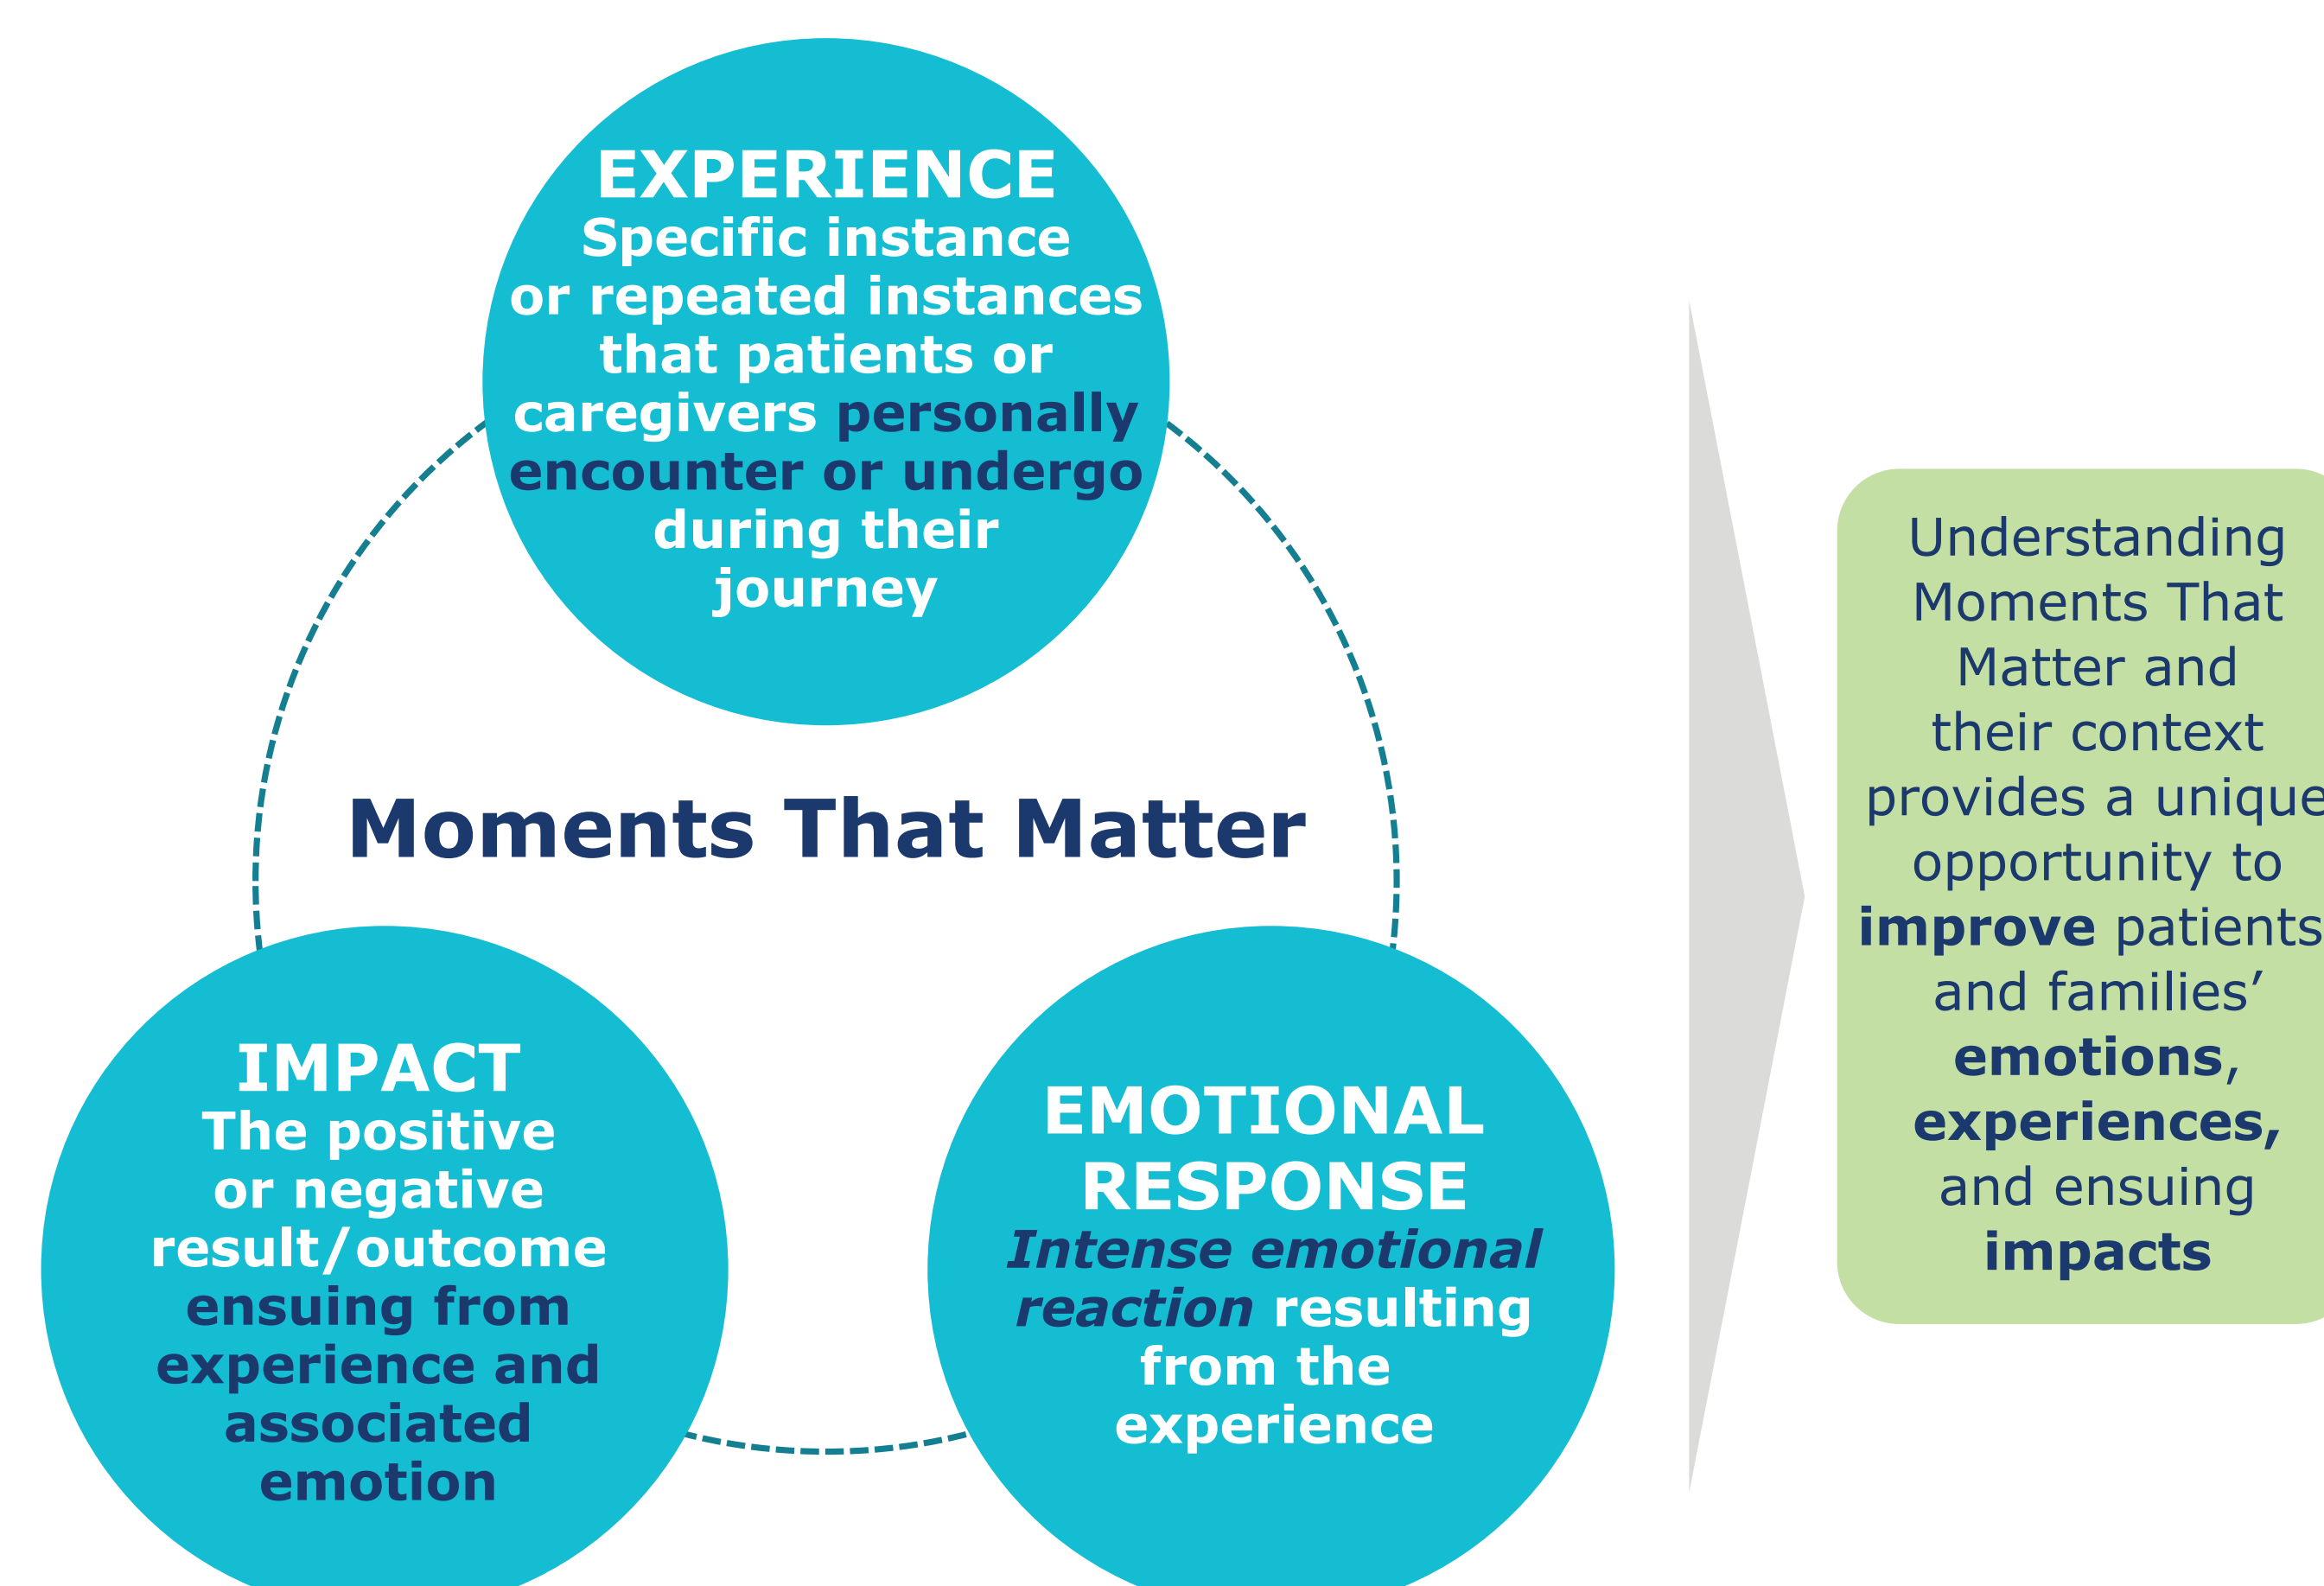 EXPERIENCE
Specific instance
or repeated instances
that patients or
caregivers personally
encounter or undergo
during their
journey
Moments That Matter
IMPACT
The positive
or negative
result/outcome
ensuing from
experience and
associated
emotion
EMOTIONAL
RESPONSE
Intense emotional
reaction resulting
from the
experience
Understanding
Moments That
Matter and
their context
provides a unique
opportunity to
improve patients
and families’
emotions,
experiences,
and ensuing
impacts